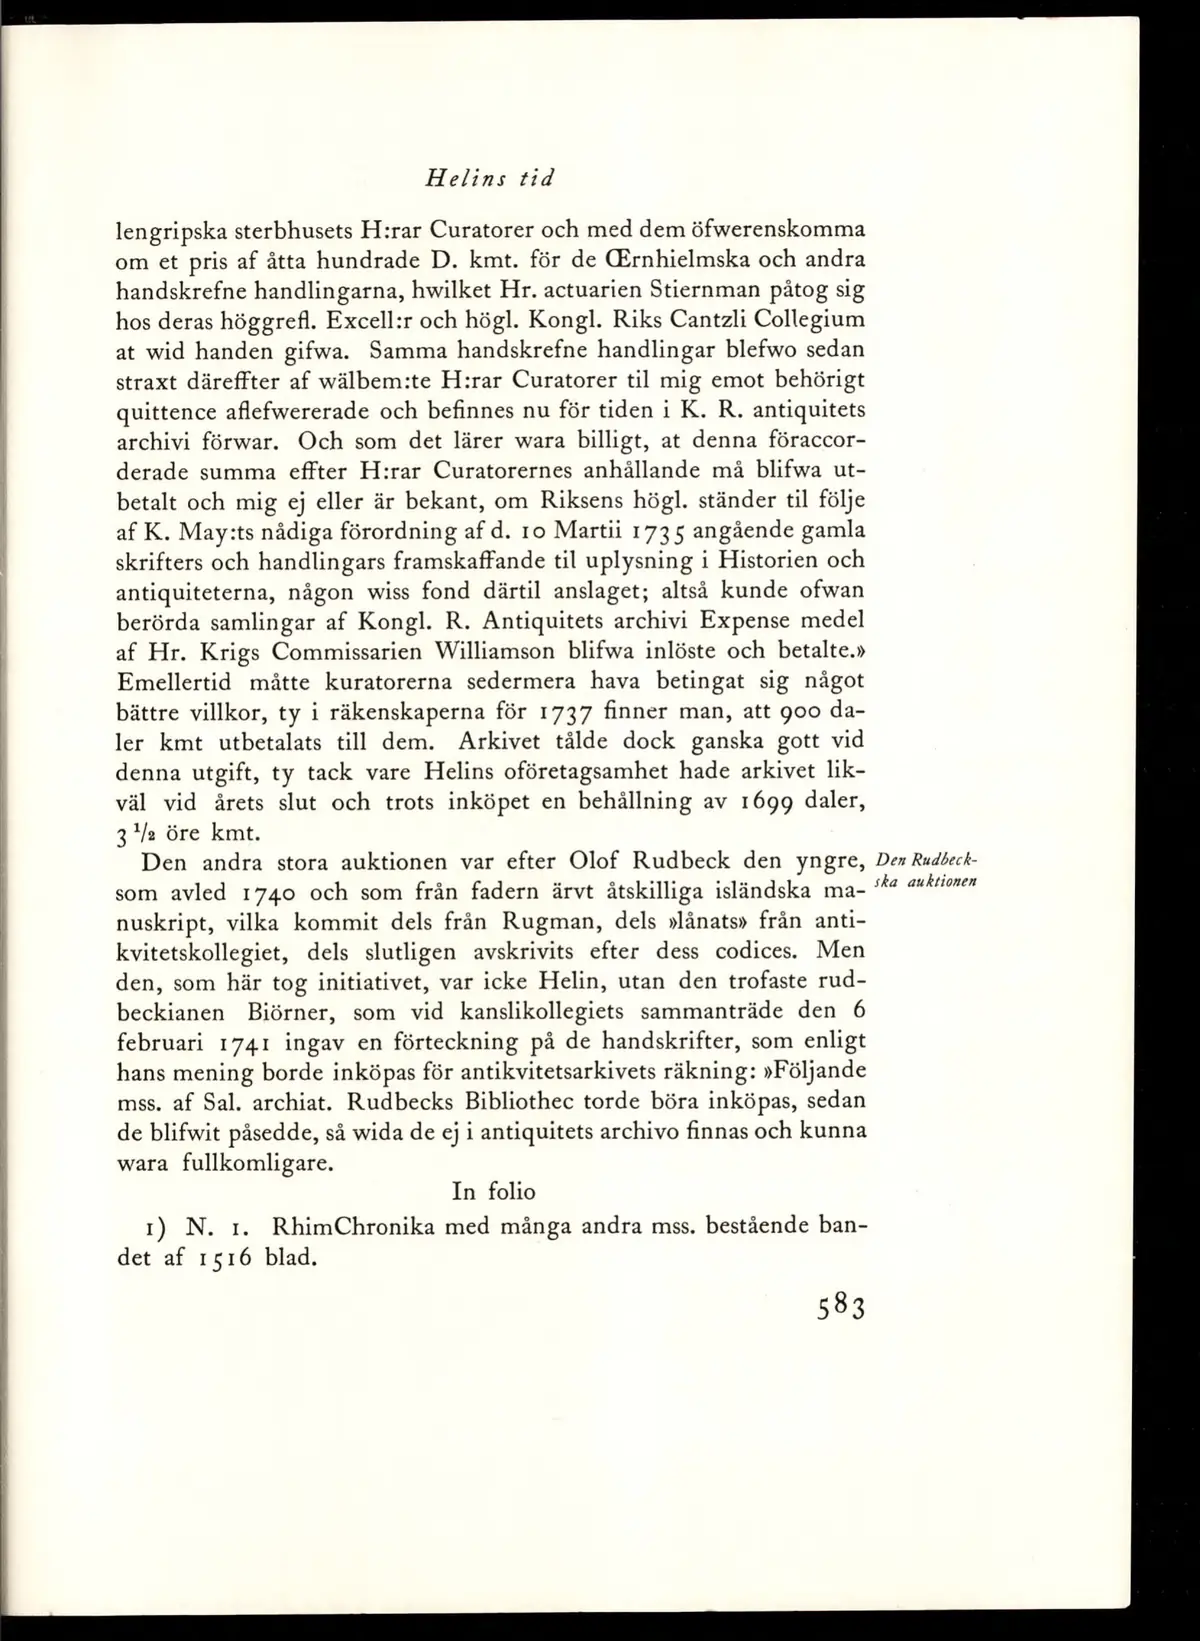 Helins tid
lengripska sterbhusets H:rar Curatorer och med dem öfwerenskomma
om et pris af åtta hundrade D. kmt. för de Œrnhielmska och andra
handskrefne handlingarna, hwilket Hr. actuarien Stiernman påtog sig
hos deras höggrefl. Excell:r och högl. Kongl. Riks Cantzli Collegium
at wid handen gifwa. Samma handskrefne handlingar blefwo sedan
straxt däreffter af wälbem:te H:rar Curatorer til mig emot behörigt
quittence aflefwererade och befinnes nu för tiden i K. R. antiquitets
archivi förwar. Och som det lärer wara billigt, at denna föraccor-
derade summa effter H:rar Curatorernes anhållande må blifwa ut-
betalt och mig ej eller är bekant, om Riksens högl. ständer til följe
af K. May:ts nådiga förordning af d. 10 Martii 1735 angående gamla
skrifters och handlingars framskaffande til uplysning i Historien och
antiquiteterna, någon wiss fond därtil anslaget; altså kunde ofwan
berörda samlingar af Kongl. R. Antiquitets archivi Expense medel
af Hr. Krigs Commissarien Williamson blifwa inlöste och betalte.»
Emellertid måtte kuratorerna sedermera hava betingat sig något
bättre villkor, ty i räkenskaperna för 1737 finner man, att 900 da-
ler kmt utbetalats till dem. Arkivet tålde dock ganska gott vid
denna utgift, ty tack vare Helins oföretagsamhet hade arkivet lik-
väl vid årets slut och trots inköpet en behållning av 1699 daler,
3 1/2 öre kmt.
Den andra stora auktionen var efter Olof Rudbeck den yngre,
som avled 1740 och som från fadern ärvt åtskilliga isländska ma-
nuskript, vilka kommit dels från Rugman, dels »lånats» från anti-
kvitetskollegiet, dels slutligen avskrivits efter dess codices. Men
den, som här tog initiativet, var icke Helin, utan den trofaste rud-
beckianen Biörner, som vid kanslikollegiets sammanträde den 6
februari 1741 ingav en förteckning på de handskrifter, som enligt
hans mening borde inköpas för antikvitetsarkivets räkning: »Följande
mss. af Sal. archiat. Rudbecks Bibliothec torde böra inköpas, sedan
de blifwit påsedde, så wida de ej i antiquitets archivo finnas och kunna
wara fullkomligare.
Den Rudbeck-
ska auktionen
In folio
1) N. 1. RhimChronika med många andra mss. bestående ban-
det af 1516 blad.
583